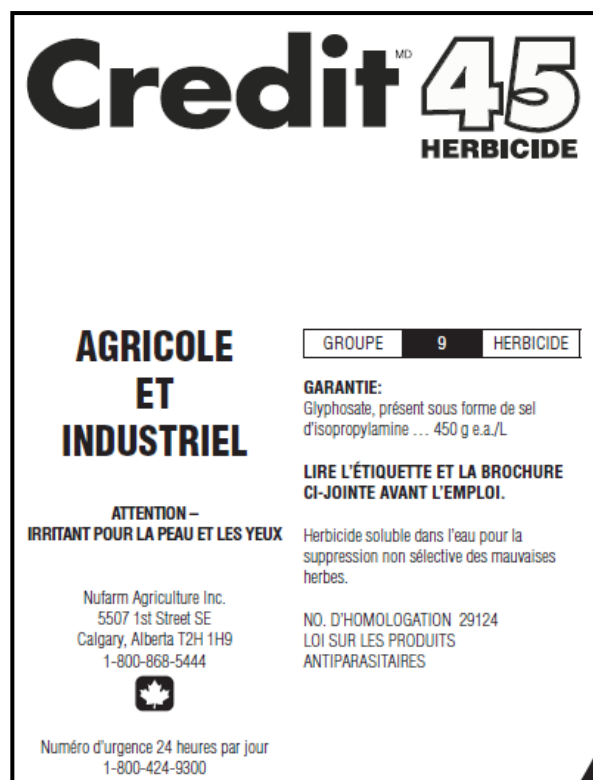 Credit MD 45
HERBICIDE
AGRICOLE
ET
INDUSTRIEL
ATTENTION –
IRRITANT POUR LA PEAU ET LES YEUX
Nufarm Agriculture Inc.
5507 1st Street SE
Calgary, Alberta T2H 1H9
1-800-868-5444
Numéro d'urgence 24 heures par jour
1-800-424-9300
GROUPE 9 HERBICIDE
GARANTIE:
Glyphosate, présent sous forme de sel
d'isopropylamine … 450 g e.a./L
LIRE L'ÉTIQUETTE ET LA BROCHURE
CI-JOINTE AVANT L'EMPLOI.
Herbicide soluble dans l'eau pour la
suppression non sélective des mauvaises
herbes.
NO. D'HOMOLOGATION 29124
LOI SUR LES PRODUITS
ANTIPARASITAIRES